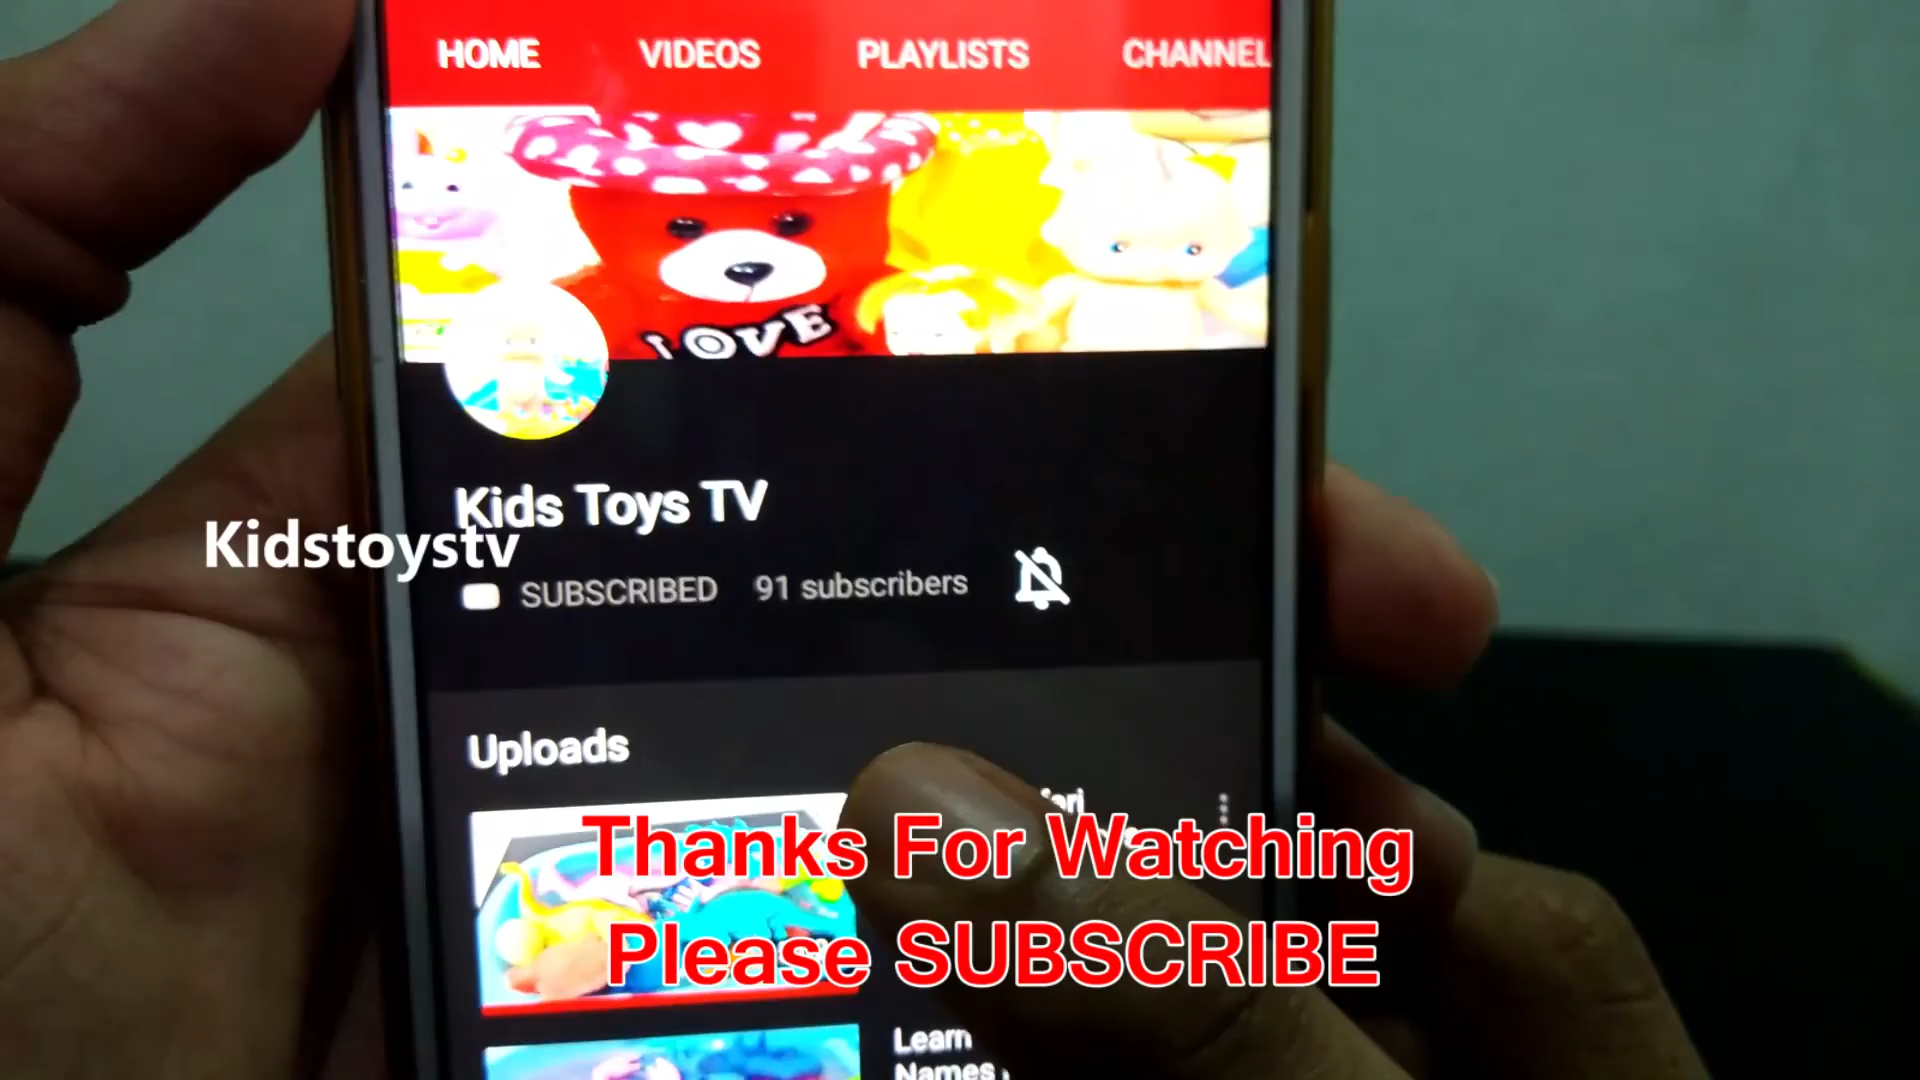 HOME VIDEOS PLAYLISTS CHANNEL
LOVE
Kids Toys TV
Kidstoystv
SUBSCRIBED 91 subscribers
Uploads
Thanks For Watching
Please SUBSCRIBE
Learn
Names